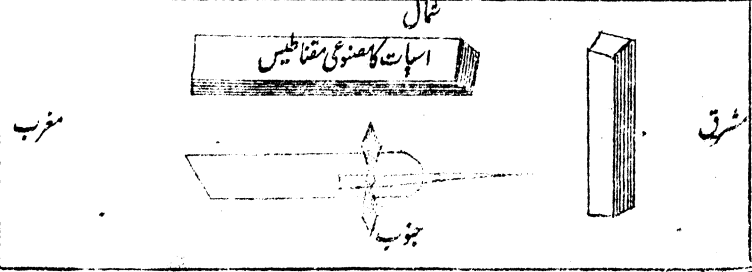 شمال
اسپات کا مصنوعی مقناطیس
مشرق
مغرب
جنوب